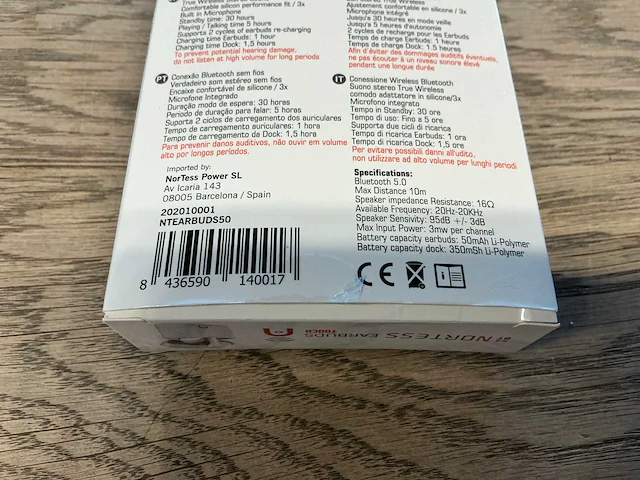 True Wireless
Comfortable silicon performance fit / 3x
Built in Microphone
Standby time: 30 hours
Playing / Talking time 5 hours
Supports 2 cycles of earbuds re-charging
Charging time Earbuds: 1 hour
Charging time Dock: 1,5 hours
To prevent potential hearing damage,
do not listen at high volume for long periods
True Wireless
Ajustement confortable en silicone / 3x
Microphone intégré
Jusqu'à 30 heures en mode veille
Jusqu'à 5 heures d'autonomie
2 cycles de recharge pour les Earbuds
Temps de charge Earbuds: 1 heure
Temps de charge Dock: 1.5 heures
Afin d'éviter des dommages auditifs éventuels,
ne pas écouter à un niveau sonore élevé
pendant une longue durée
PT Conexão Bluetooth sem fios
Verdadeiro som estéreo sem fios
Encaixe confortável de silicone / 3x
Microfone Integrado
Duração modo de espera: 30 horas
Periodo de duração para falar: 5 horas
Suporta 2 ciclos de carregamento dos auriculares
Tempo de carregamento auriculares: 1 hora
Tempo de carregamento da Dock: 1,5 hora
Para prevenir danos auditivos, não ouvir em volume
alto por longos períodos.
IT Conessione Wireless Bluetooth
Suono stereo True Wireless
comodo adattatore in silicone/3x
Microfono integrato
Tempo in Standby: 30 ore
Tempo di uso: Fino a 5 ore
Supporta due cicli di ricarica
Tempo di ricarica Earbuds: 1 ora
Tempo di ricarica Dock: 1,5 ore
Per evitare possibili danni all'udito,
non utilizzare ad alto volume per lunghi periodi
Imported by:
NorTess Power SL
Av Icaria 143
08005 Barcelona / Spain
202010001
NTEARBUDS50
8 436590 140017
Specifications:
Bluetooth 5.0
Max Distance 10m
Speaker impedance Resistance: 16Ω
Available Frequency: 20Hz-20KHz
Speaker Sensitivity: 55dB +/- 3dB
Max Input Power: 3mw per channel
Battery capacity earbuds: 50mAh Li-Polymer
Battery capacity dock: 350mSh Li-Polymer
CE CE
NORTESS EARBUDS
TOUCH